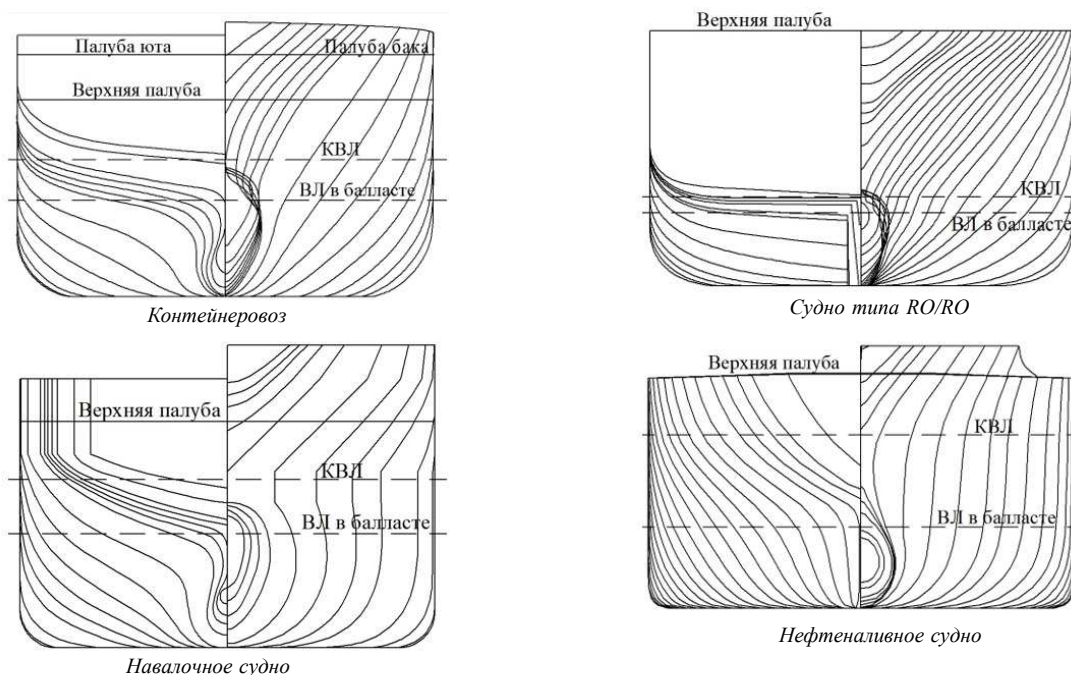 Палуба юта
Палуба бака
Верхняя палуба
КВЛ
ВЛ в балласте
Контейнеровоз
Верхняя палуба
КВЛ
ВЛ в балласте
Судно типа RO/RO
Верхняя палуба
КВЛ
ВЛ в балласте
Навалочное судно
Верхняя палуба
КВЛ
ВЛ в балласте
Нефтеналивное судно